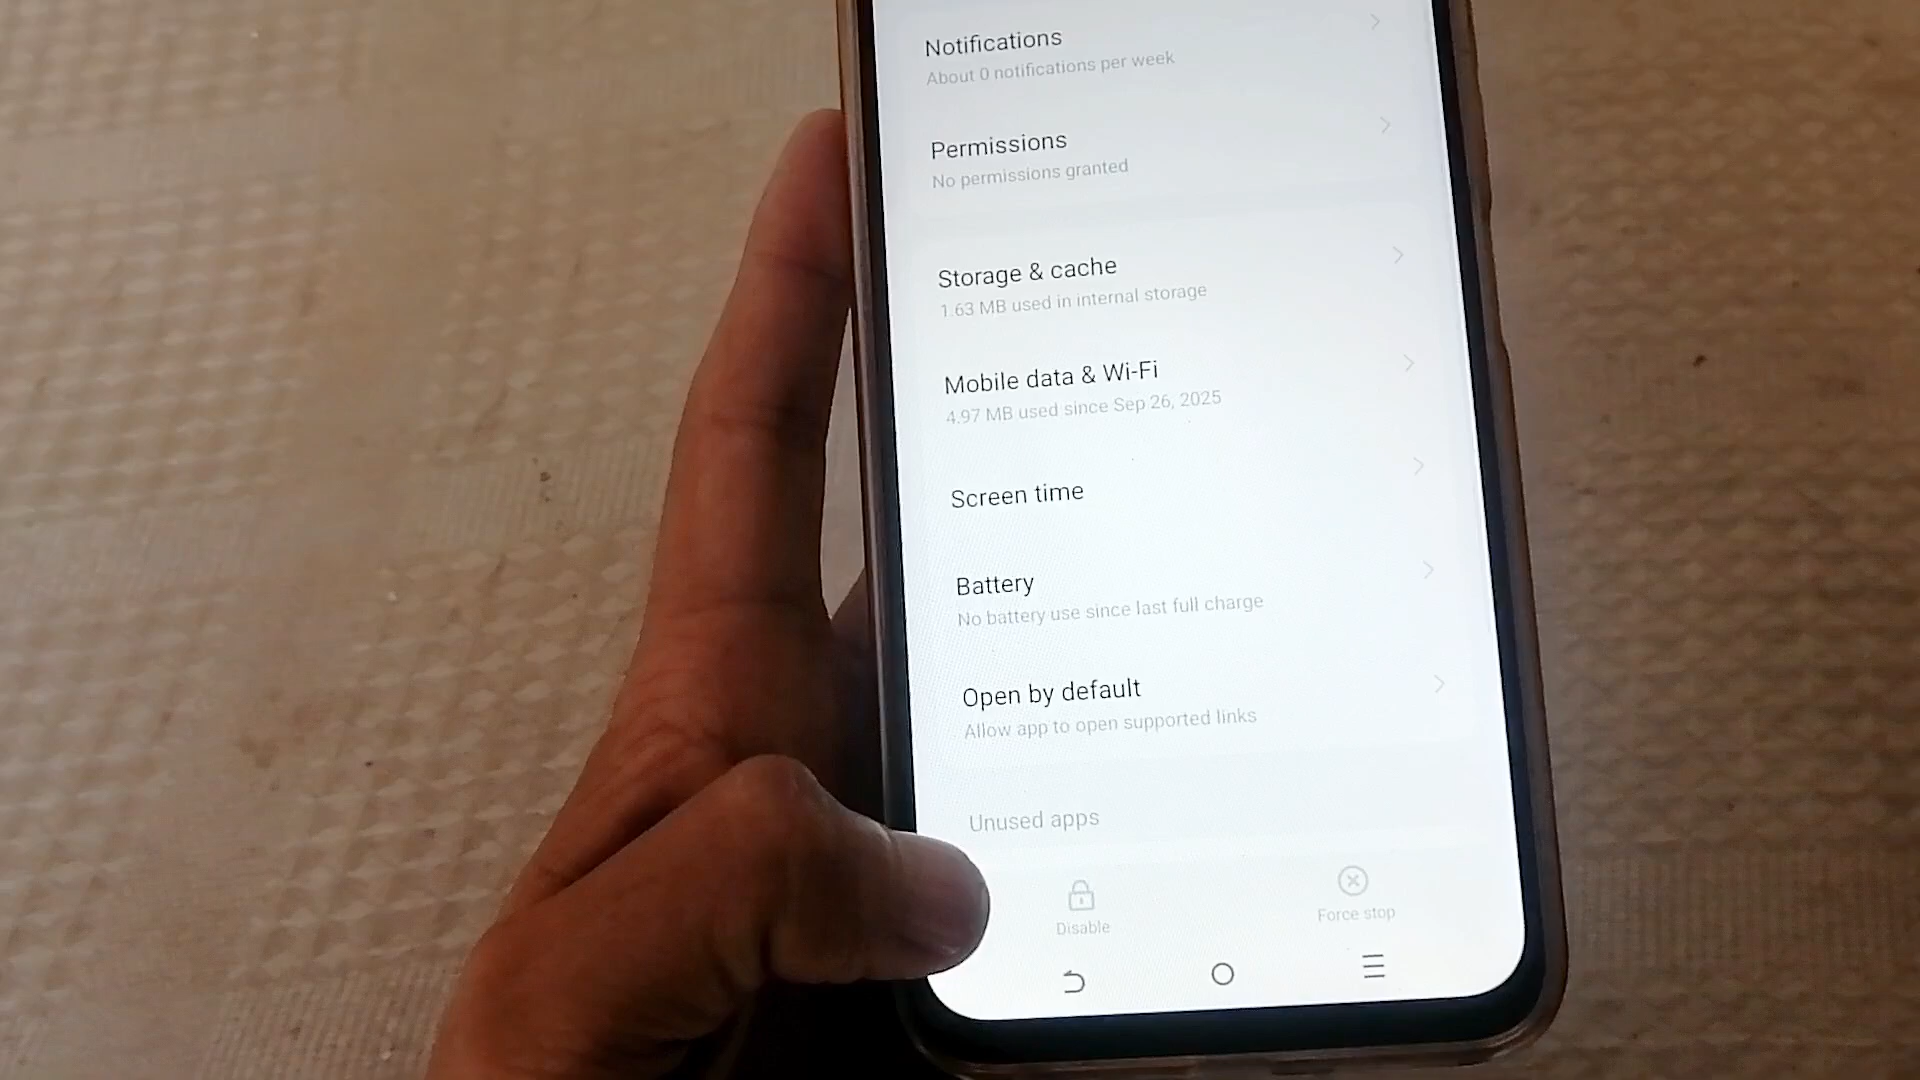 Notifications
About 0 notifications per week
Permissions
No permissions granted
Storage & cache
1.63 MB used in internal storage
Mobile data & Wi-Fi
4.97 MB used since Sep 26, 2025
Screen time
Battery
No battery use since last full charge
Open by default
Allow app to open supported links
Unused apps
Disable
Force stop